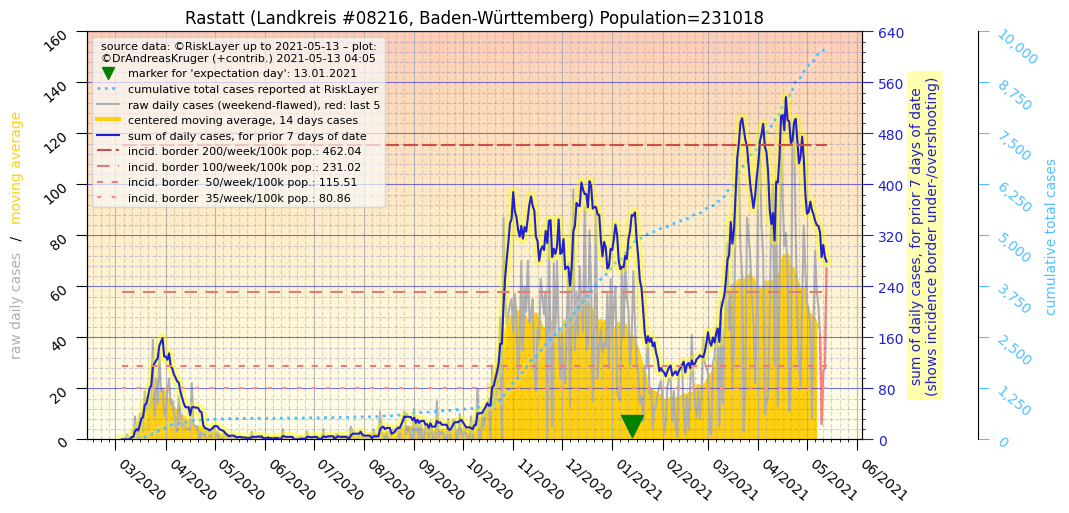 Rastatt (Landkreis #08216, Baden-Württemberg) Population=231018
source data: ©RiskLayer up to 2021-05-13 – plot:
©DrAndreasKruger (+contrib.) 2021-05-13 04:05
marker for 'expectation day': 13.01.2021
cumulative total cases reported at RiskLayer
raw daily cases (weekend-flawed), red: last 5
centered moving average, 14 days cases
sum of daily cases, for prior 7 days of date
incid. border 200/week/100k pop.: 462.04
incid. border 100/week/100k pop.: 231.02
incid. border  50/week/100k pop.: 115.51
incid. border  35/week/100k pop.: 80.86
raw daily cases / moving average
160
140
120
100
80
60
40
20
0
640
560
480
400
320
240
160
80
0
sum of daily cases, for prior 7 days of date
(shows incidence border under-/overshooting)
10,000
8,750
7,500
6,250
5,000
3,750
2,500
1,250
0
cumulative total cases
03/2020
04/2020
05/2020
06/2020
07/2020
08/2020
09/2020
10/2020
11/2020
12/2020
01/2021
02/2021
03/2021
04/2021
05/2021
06/2021